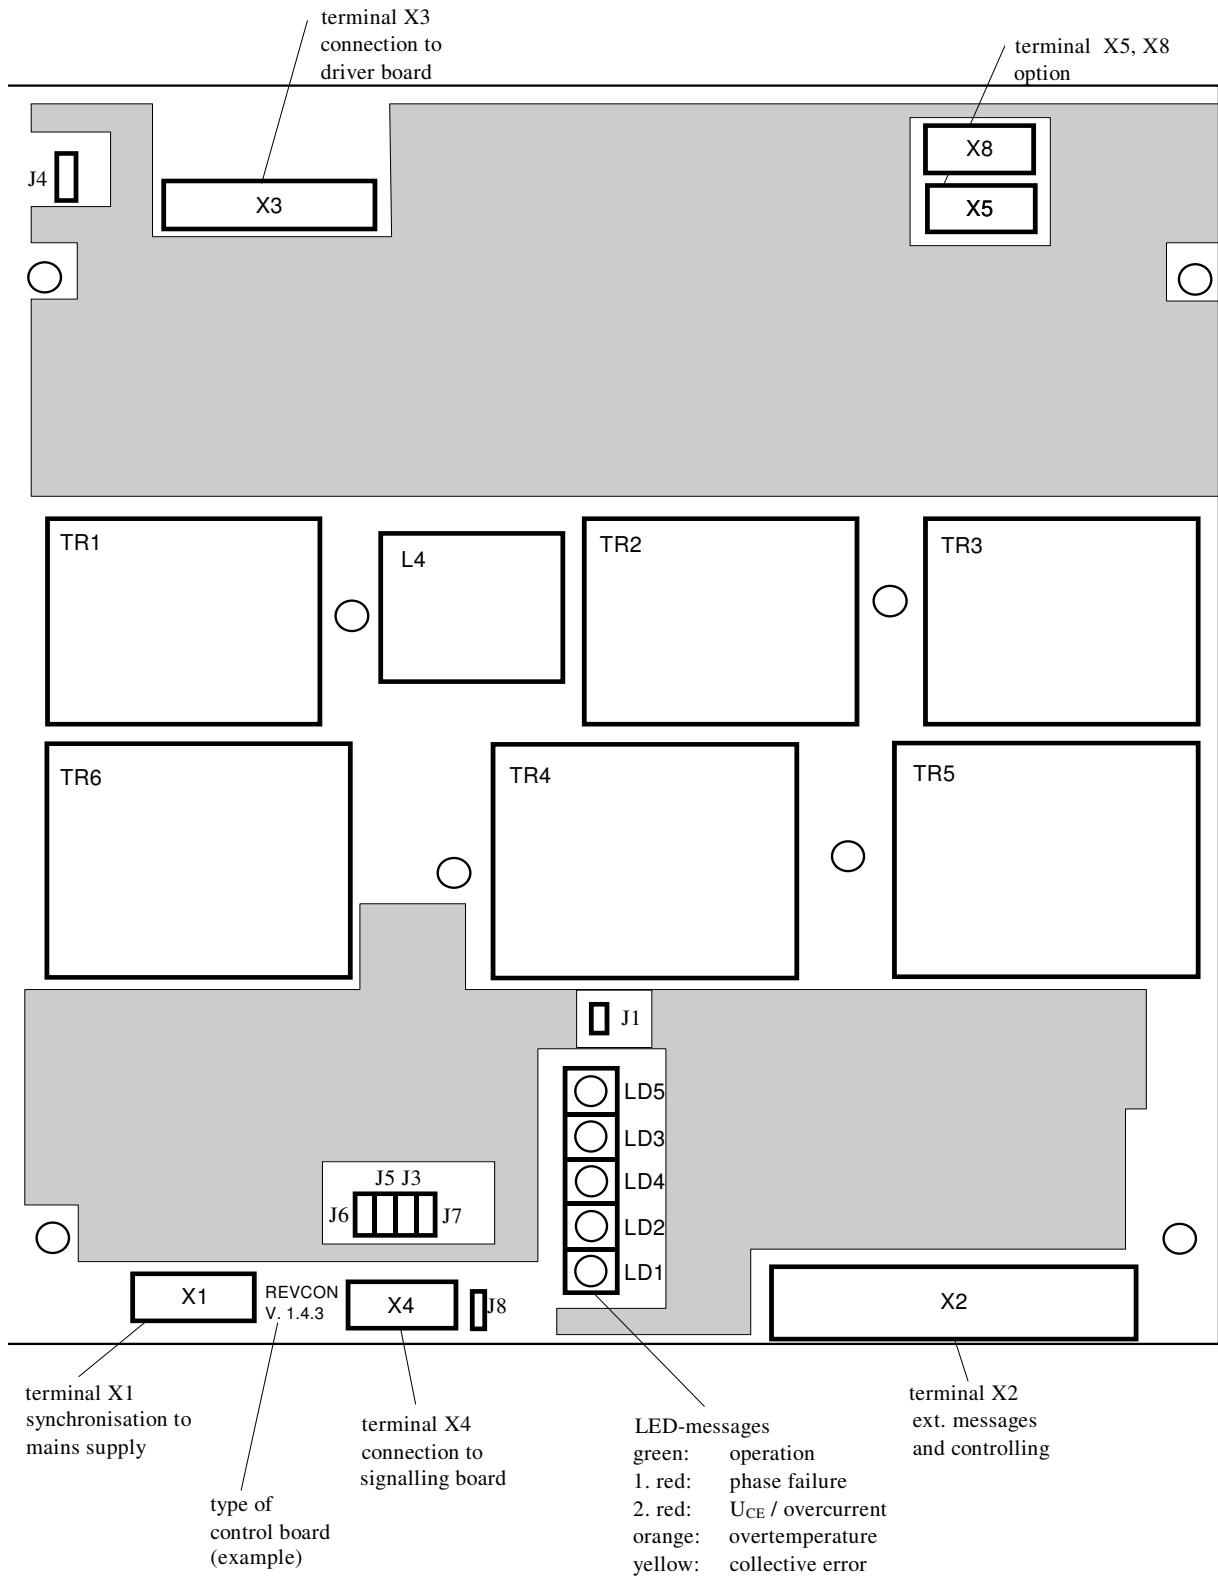 terminal X3
connection to
driver board
terminal X5, X8
option
X8
J4
X3
X5
TR1
L4
TR2
TR3
TR6
TR4
TR5
J1
LD5
LD3
LD4
LD2
LD1
J5 J3
J6
J7
X1
REVCON
V. 1.4.3
X4
J8
X2
terminal X1
synchronisation to
mains supply
type of
control board
(example)
terminal X4
connection to
signalling board
LED-messages
green: operation
1. red: phase failure
2. red: UCE / overcurrent
orange: overtemperature
yellow: collective error
terminal X2
ext. messages
and controlling